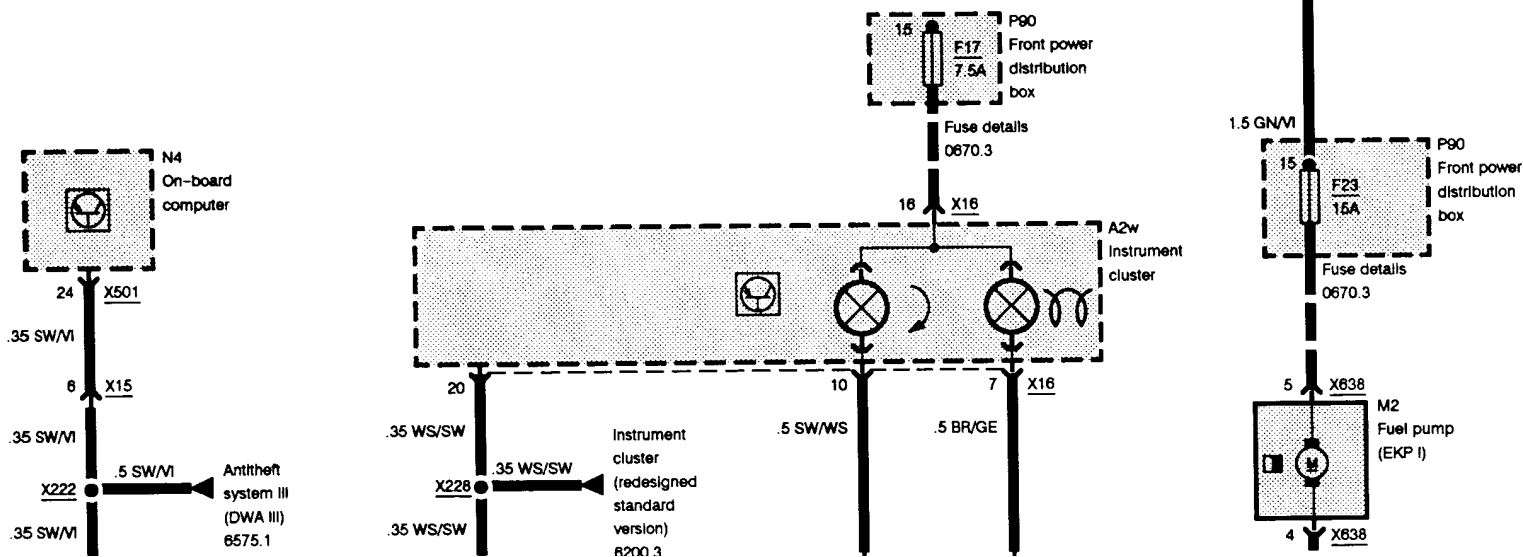 N4
On-board
computer
24 X501
.35 SW/VI
6 X15
.35 SW/VI
.5 SW/VI
X222
Antitheft
system III
(DWA III)
6575.1
.35 SW/VI
15
F17
7.5A
P90
Front power
distribution
box
Fuse details
0670.3
16 X16
A2w
Instrument
cluster
20
10
7 X16
.35 WS/SW
.5 SW/WS
.5 BR/GE
.35 WS/SW
X228
Instrument
cluster
(redesigned
standard
version)
6200.3
.35 WS/SW
1.5 GN/VI
15
F23
15A
P90
Front power
distribution
box
Fuse details
0670.3
5 X638
M2
Fuel pump
(EKP I)
M
4 X638